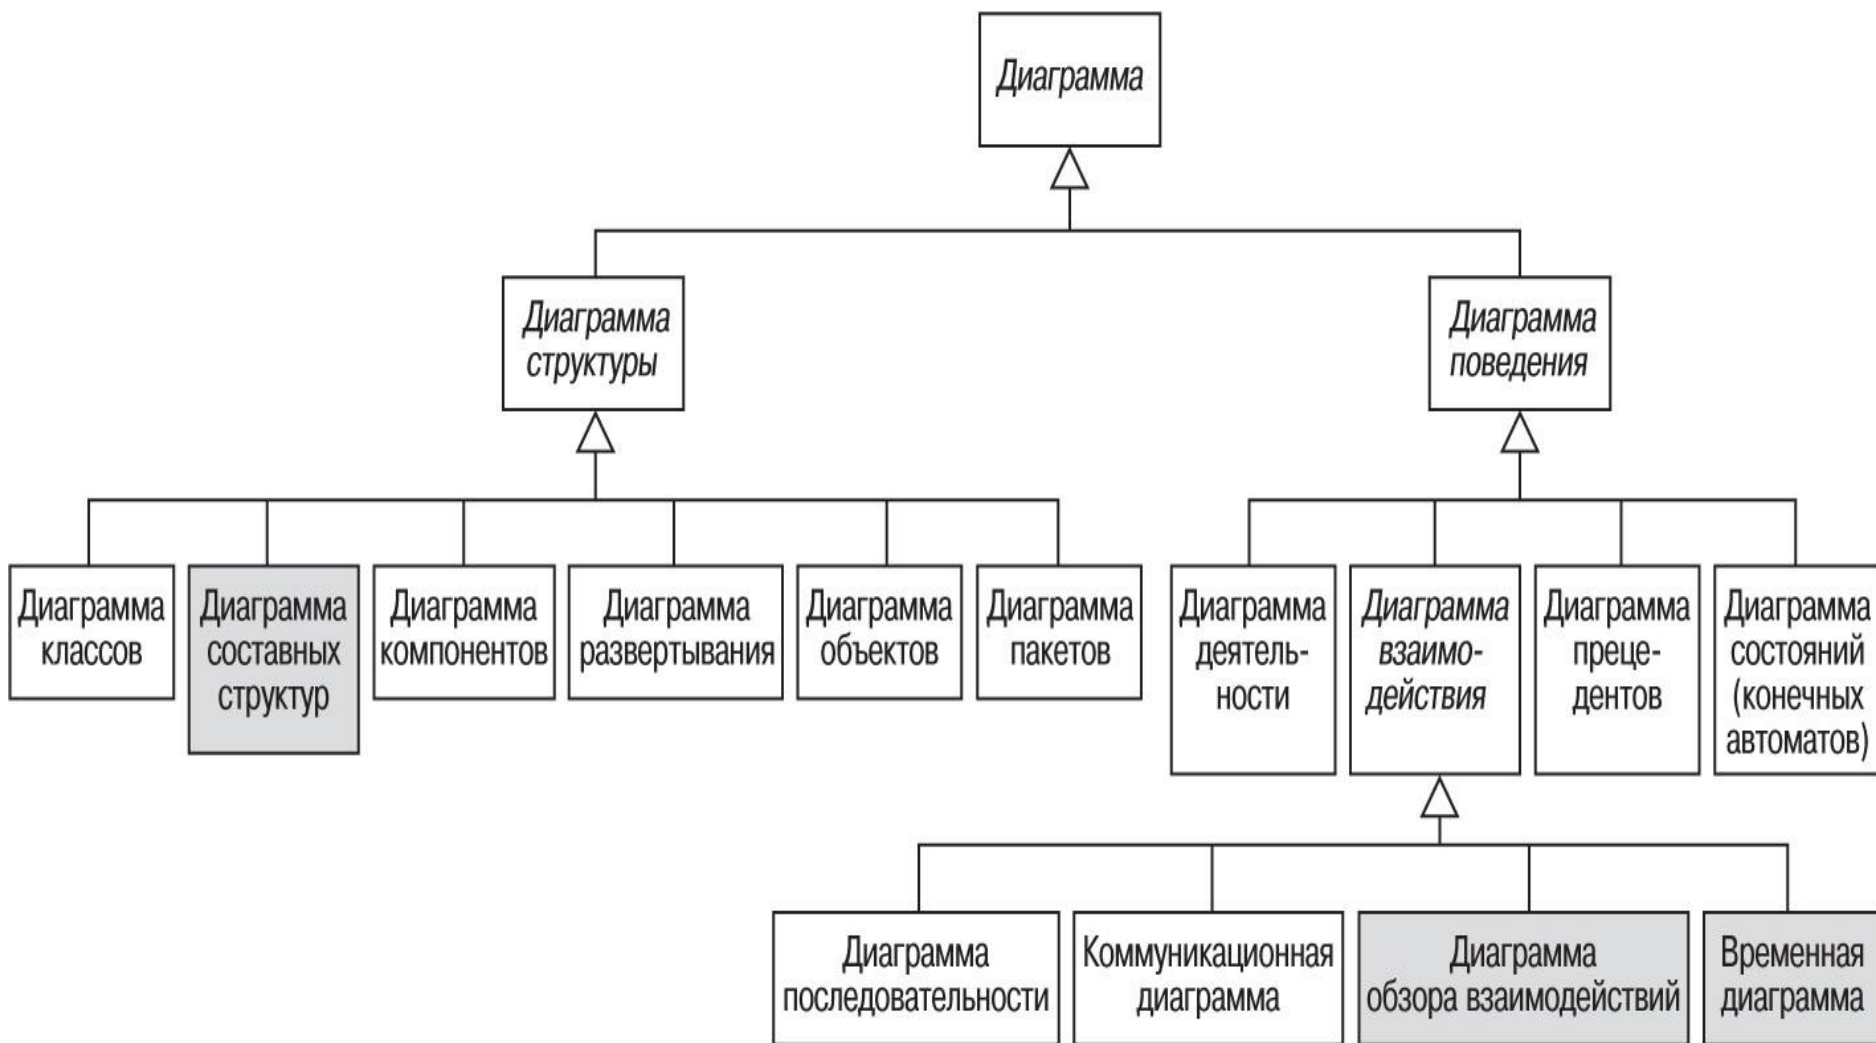 Диаграмма
Диаграмма
структуры
Диаграмма
поведения
Диаграмма
классов
Диаграмма
составных
структур
Диаграмма
компонентов
Диаграмма
развертывания
Диаграмма
объектов
Диаграмма
пакетов
Диаграмма
деятель-
ности
Диаграмма
взаимо-
действия
Диаграмма
преце-
дентов
Диаграмма
состояний
(конечных
автоматов)
Диаграмма
последовательности
Коммуникационная
диаграмма
Диаграмма
обзора взаимодействий
Временная
диаграмма